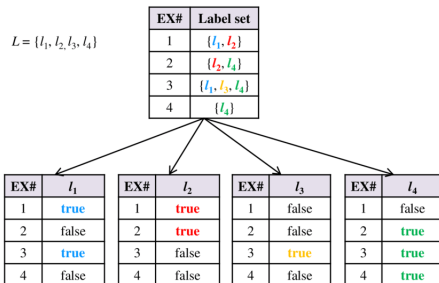 EX# Label set
L = {l1, l2, l3, l4}
1 {l1, l2}
2 {l2, l4}
3 {l1, l3, l4}
4 {l4}
EX# l1 EX# l2 EX# l3 EX# l4
1 true 1 true 1 false 1 false
2 false 2 true 2 false 2 true
3 true 3 false 3 true 3 true
4 false 4 false 4 false 4 true